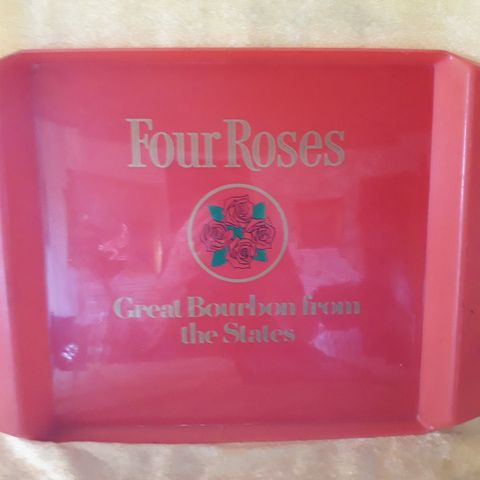 Four Roses
Great Bourbon from
the States